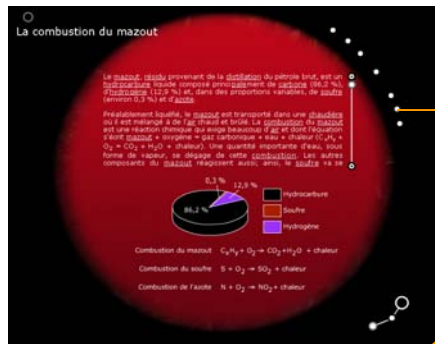 La combustion du mazout
Le mazout, résidu provenant de la distillation du pétrole brut, est un
hydrocarbure liquide composé principalement de carbone (86,2 %),
d'hydrogène (12,9 %) et, dans des proportions variables, de soufre
(environ 0,3 %) et d'azote.
Préalablement liquéfié, le mazout est transporté dans une chaudière
où il est mélangé à de l'air chaud et brûlé. La combustion du mazout
est une réaction chimique qui exige beaucoup d'air et dont l'équation
s'écrit mazout + oxygène = gaz carbonique + eau + chaleur (CxHy +
O2 = CO2 + H2O + chaleur). Une quantité importante d'eau, sous
forme de vapeur, se dégage de cette combustion. Les autres
composants du mazout réagissent aussi; ainsi, le soufre va se
0,3 %
12,9 %
86,2 %
Hydrocarbure
Soufre
Hydrogène
Combustion du mazout CxHy + O2 → CO2+H2O + chaleur
Combustion du soufre S + O2 → SO2 + chaleur
Combustion de l'azote N + O2 → NO2+ chaleur